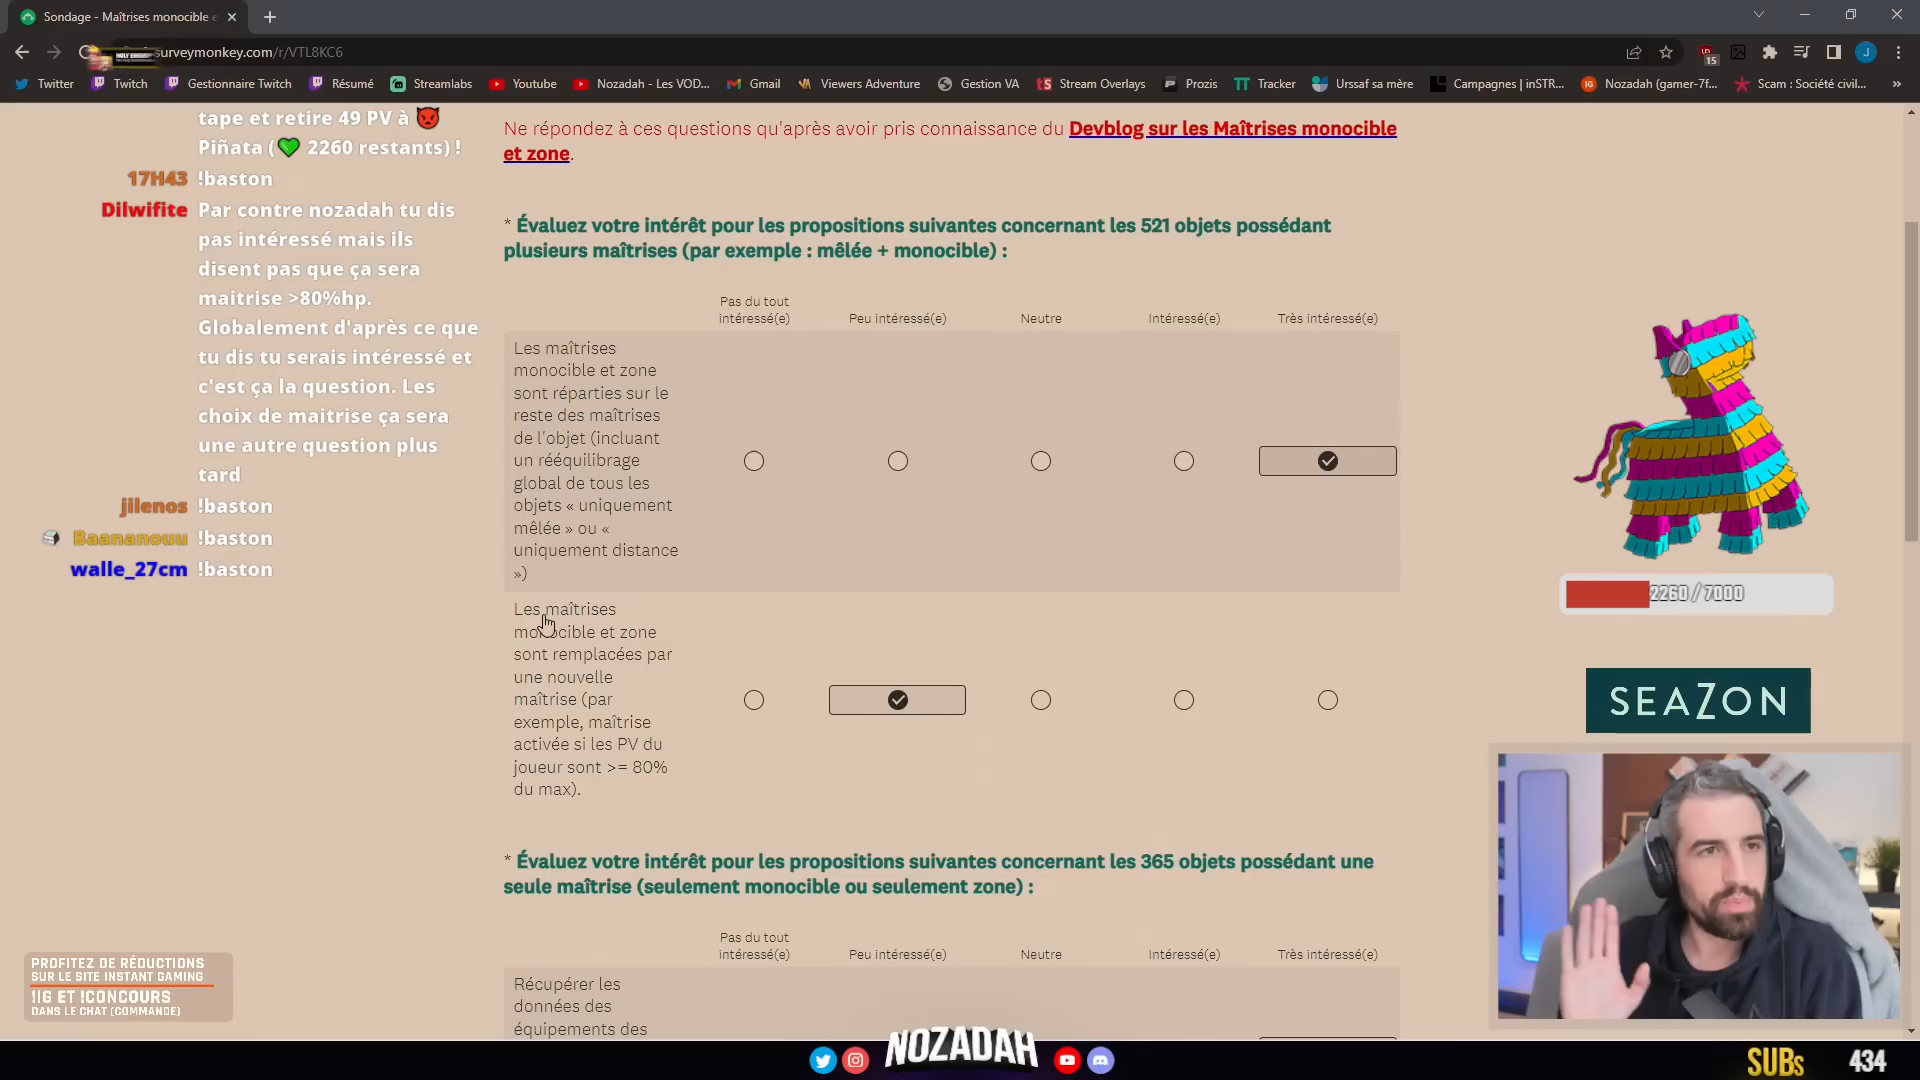 Sondage - Maîtrises monocible e
surveymonkey.com/r/VTL8KC6
15
J
Twitter
Twitch
Gestionnaire Twitch
Résumé
Streamlabs
Youtube
Nozadah - Les VOD...
Gmail
Viewers Adventure
Gestion VA
Stream Overlays
Prozis
Tracker
Urssaf sa mère
Campagnes | inSTR...
Nozadah (gamer-7f...
Scam : Société civil...
tape et retire 49 PV à
Piñata ( 2260 restants) !
17H43 !baston
Dilwifite Par contre nozadah tu dis
pas intéressé mais ils
disent pas que ça sera
maitrise >80%hp.
Globalement d'après ce que
tu dis tu serais intéressé et
c'est ça la question. Les
choix de maitrise ça sera
une autre question plus
tard
jilenos !baston
Baananouu !baston
walle_27cm !baston
Ne répondez à ces questions qu'après avoir pris connaissance du Devblog sur les Maîtrises monocible
et zone.
* Évaluez votre intérêt pour les propositions suivantes concernant les 521 objets possédant
plusieurs maîtrises (par exemple : mêlée + monocible) :
Pas du tout
intéressé(e)
Peu intéressé(e)
Neutre
Intéressé(e)
Très intéressé(e)
Les maîtrises
monocible et zone
sont réparties sur le
reste des maîtrises
de l'objet (incluant
un rééquilibrage
global de tous les
objets « uniquement
mêlée » ou «
uniquement distance
»)
Les maîtrises
monocible et zone
sont remplacées par
une nouvelle
maîtrise (par
exemple, maîtrise
activée si les PV du
joueur sont >= 80%
du max).
* Évaluez votre intérêt pour les propositions suivantes concernant les 365 objets possédant une
seule maîtrise (seulement monocible ou seulement zone) :
Pas du tout
intéressé(e)
Peu intéressé(e)
Neutre
Intéressé(e)
Très intéressé(e)
Récupérer les
données des
équipements des
2260 / 7000
SEAZON
PROFITEZ DE RÉDUCTIONS
SUR LE SITE INSTANT GAMING
!IG ET !CONCOURS
DANS LE CHAT (COMMANDE)
NOZADAH
SUBs 434